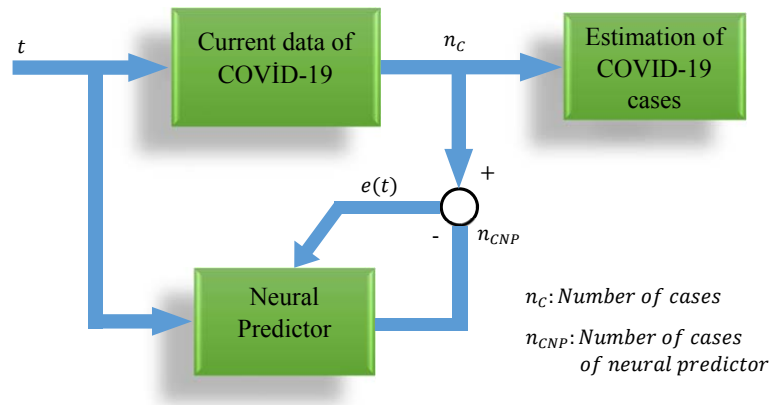 t
Current data of
COVİD-19
n_C
Estimation of
COVID-19
cases
+
e(t)
-
n_CNP
Neural
Predictor
n_C: Number of cases
n_CNP: Number of cases
of neural predictor